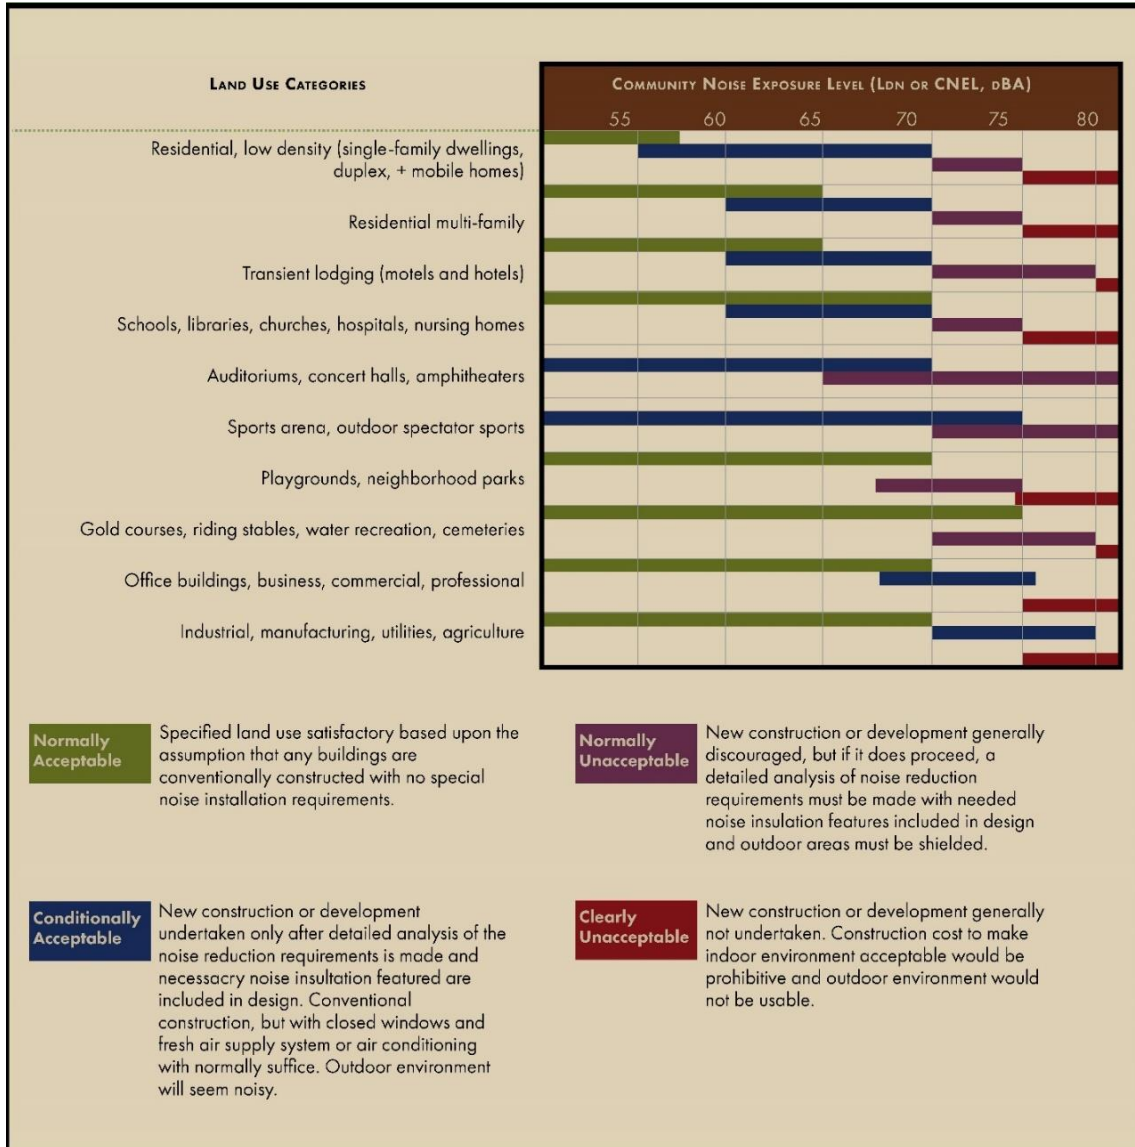 LAND USE CATEGORIES
COMMUNITY NOISE EXPOSURE LEVEL (LDN OR CNEL, DBA)
55 60 65 70 75 80
Residential, low density (single-family dwellings,
duplex, + mobile homes)
Residential multi-family
Transient lodging (motels and hotels)
Schools, libraries, churches, hospitals, nursing homes
Auditoriums, concert halls, amphitheaters
Sports arena, outdoor spectator sports
Playgrounds, neighborhood parks
Gold courses, riding stables, water recreation, cemeteries
Office buildings, business, commercial, professional
Industrial, manufacturing, utilities, agriculture
Normally
Acceptable
Specified land use satisfactory based upon the
assumption that any buildings are
conventionally constructed with no special
noise installation requirements.
Normally
Unacceptable
New construction or development generally
discouraged, but if it does proceed, a
detailed analysis of noise reduction
requirements must be made with needed
noise insulation features included in design
and outdoor areas must be shielded.
Conditionally
Acceptable
New construction or development
undertaken only after detailed analysis of the
noise reduction requirements is made and
necessacry noise insultation featured are
included in design. Conventional
construction, but with closed windows and
fresh air supply system or air conditioning
with normally suffice. Outdoor environment
will seem noisy.
Clearly
Unacceptable
New construction or development generally
not undertaken. Construction cost to make
indoor environment acceptable would be
prohibitive and outdoor environment would
not be usable.